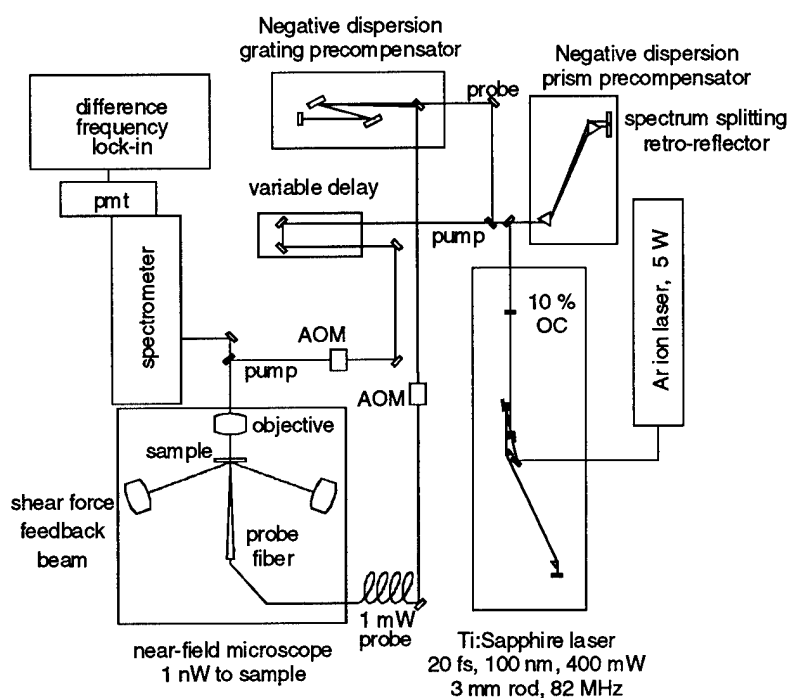 Negative dispersion
grating precompensator
Negative dispersion
prism precompensator
difference
frequency
lock-in
probe
spectrum splitting
retro-reflector
pmt
variable delay
pump
spectrometer
10 %
OC
Ar ion laser, 5 W
AOM
pump
AOM
objective
sample
shear force
feedback
beam
probe
fiber
1 mW
probe
near-field microscope
1 nW to sample
Ti:Sapphire laser
20 fs, 100 nm, 400 mW
3 mm rod, 82 MHz